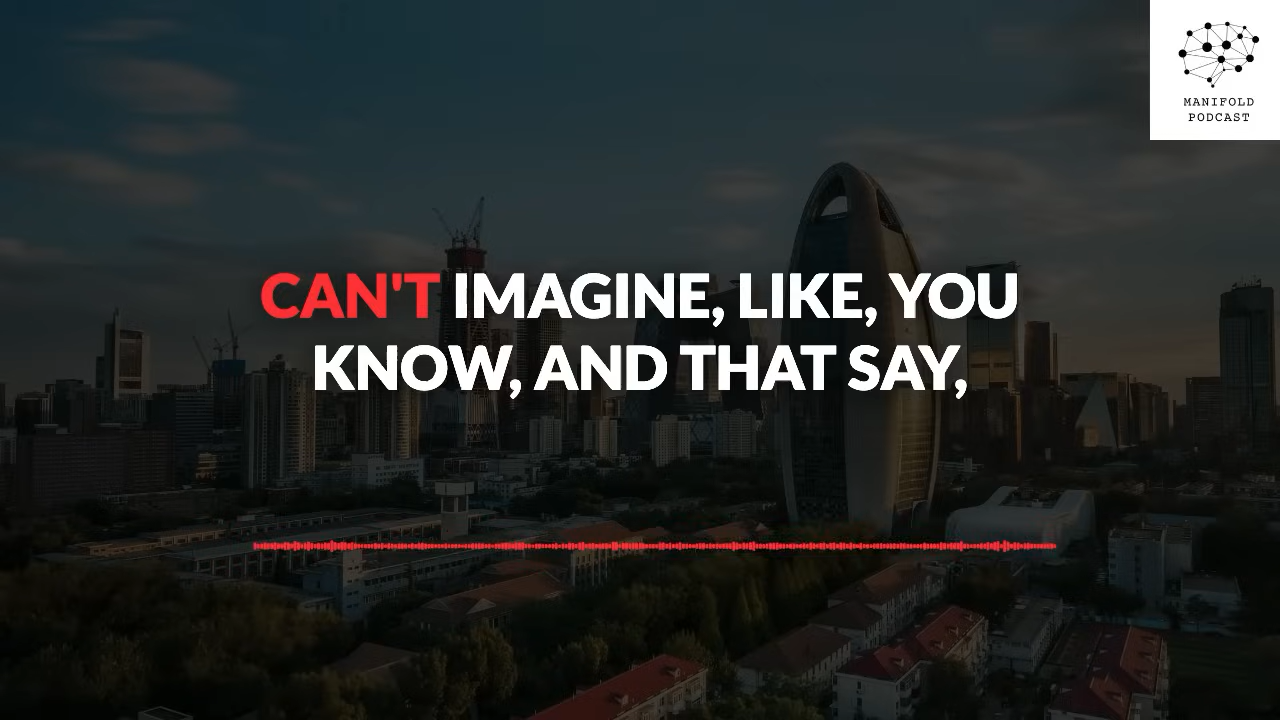 MANIFOLD
PODCAST
CAN'T IMAGINE, LIKE, YOU
KNOW, AND THAT SAY,